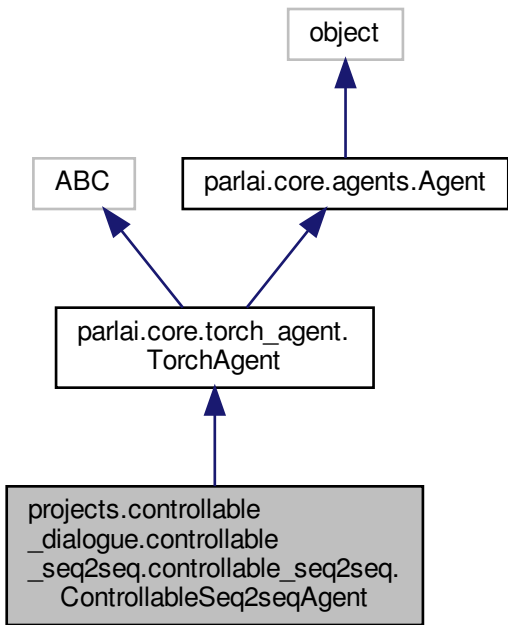 object
ABC
parlai.core.agents.Agent
parlai.core.torch_agent.
TorchAgent
projects.controllable
_dialogue.controllable
_seq2seq.controllable_seq2seq.
ControllableSeq2seqAgent